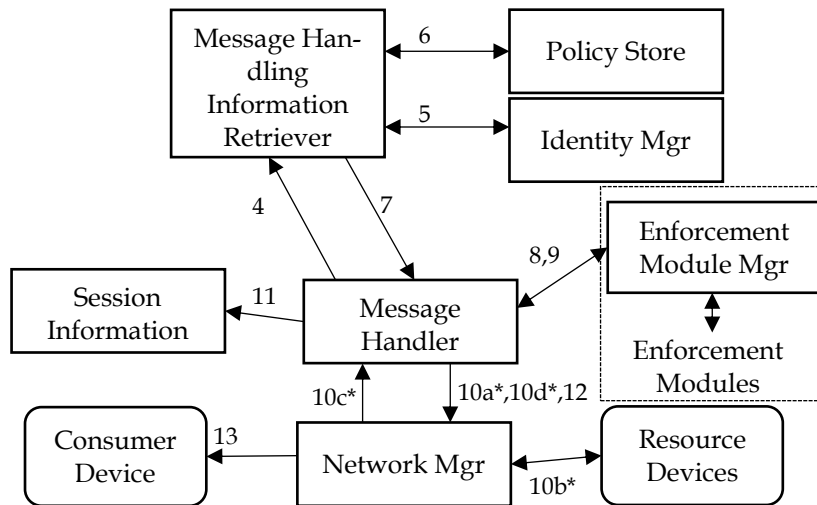 Message Han-
dling
Information
Retriever
6
Policy Store
5
Identity Mgr
4
7
8,9
Enforcement
Module Mgr
Enforcement
Modules
Session
Information
11
Message
Handler
10c*
10a*,10d*,12
Consumer
Device
13
Network Mgr
10b*
Resource
Devices